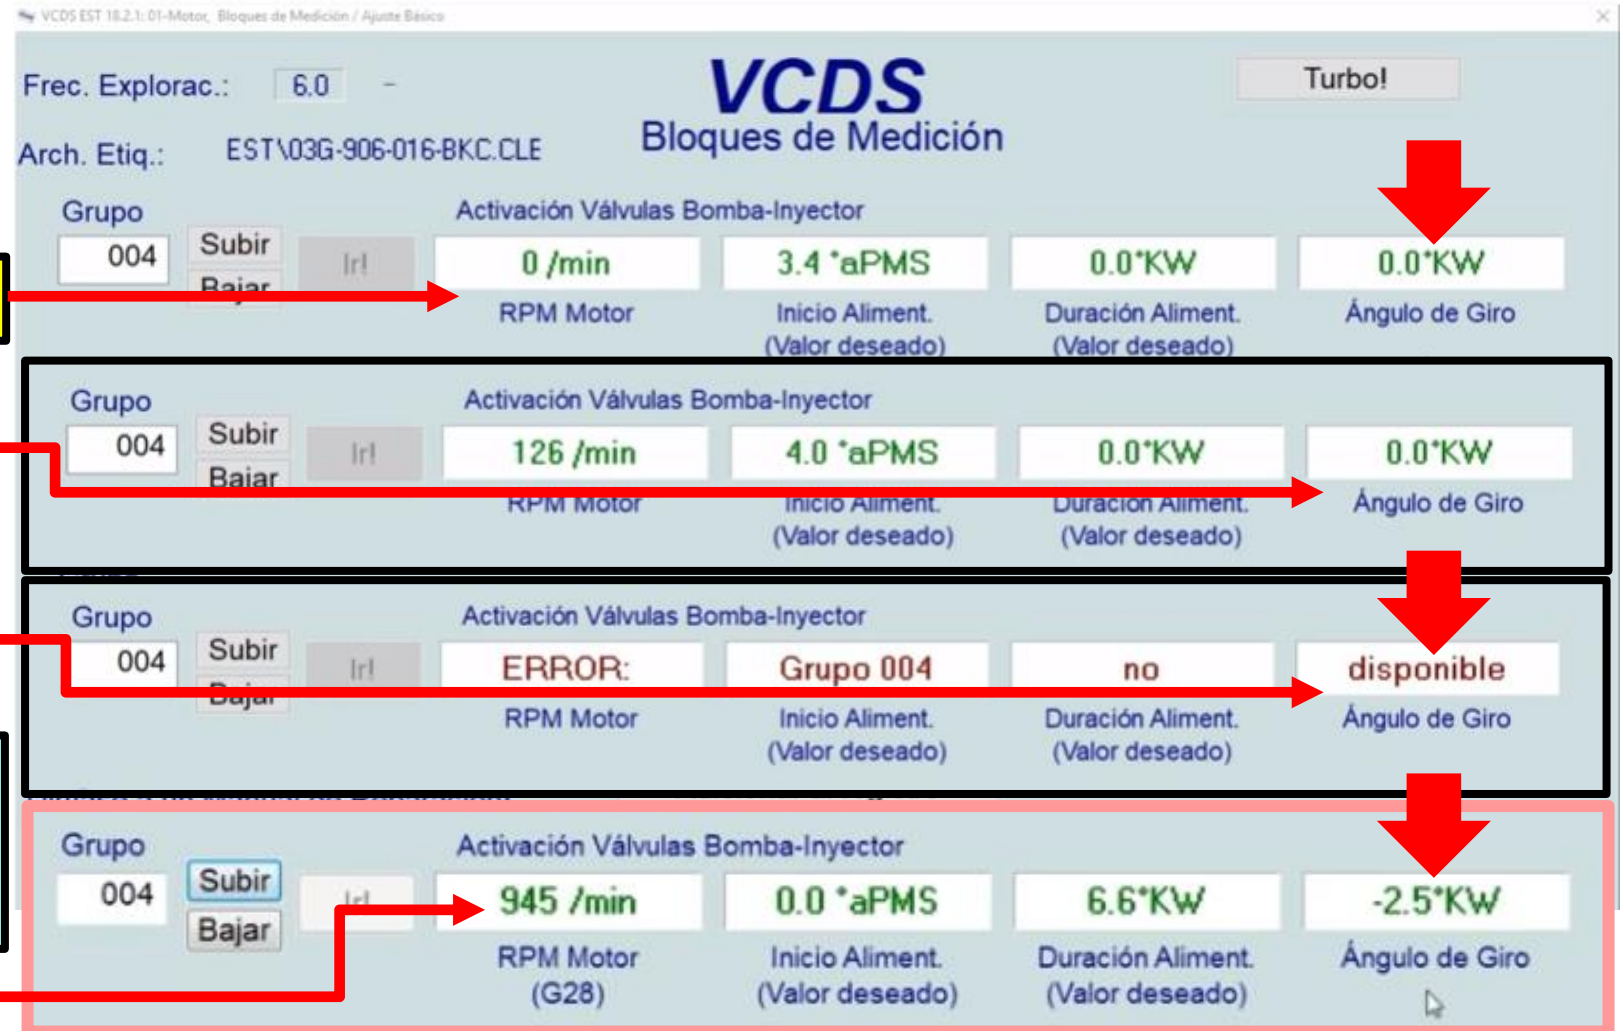 VCDS EST 18.2.1: 01-Motor, Bloques de Medición / Ajuste Básico
Frec. Explorac.: 6.0 -
VCDS
Turbo!
Bloques de Medición
Arch. Etiq.: EST\03G-906-016-BKC.CLB
Grupo Activación Válvulas Bomba-Inyector
004 Subir Ir! 0 /min 3.4 °aPMS 0.0°KW 0.0°KW
Bajar
RPM Motor Inicio Aliment. Duración Aliment. Ángulo de Giro
(Valor deseado) (Valor deseado)
Grupo Activación Válvulas Bomba-Inyector
004 Subir Ir! 126 /min 4.0 °aPMS 0.0°KW 0.0°KW
Bajar
RPM Motor Inicio Aliment. Duración Aliment. Ángulo de Giro
(Valor deseado) (Valor deseado)
Grupo Activación Válvulas Bomba-Inyector
004 Subir Ir! ERROR: Grupo 004 no disponible
Bajar
RPM Motor Inicio Aliment. Duración Aliment. Ángulo de Giro
(Valor deseado) (Valor deseado)
Grupo Activación Válvulas Bomba-Inyector
004 Subir Ir! 945 /min 0.0 °aPMS 6.6°KW -2.5°KW
Bajar
RPM Motor Inicio Aliment. Duración Aliment. Ángulo de Giro
(G28) (Valor deseado) (Valor deseado)